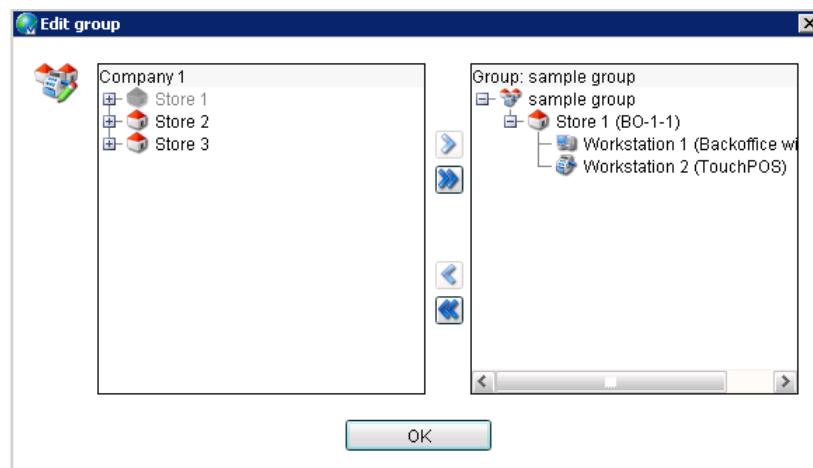 Edit group
Company 1
Store 1
Store 2
Store 3
Group: sample group
sample group
Store 1 (BO-1-1)
Workstation 1 (Backoffice wi
Workstation 2 (TouchPOS)
OK